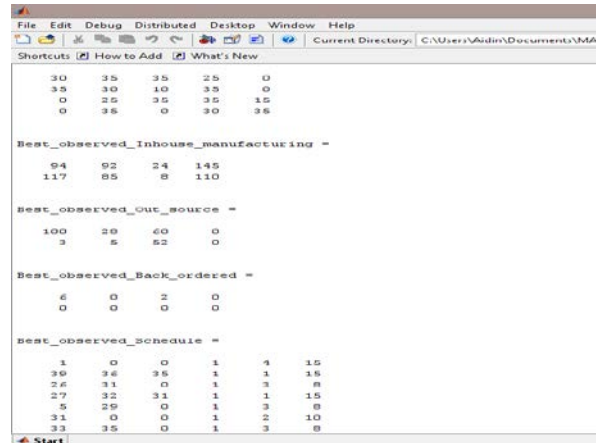 File Edit Debug Distributed Desktop Window Help
Current Directory: C:\Users\Aidin\Documents\MA
Shortcuts How to Add What's New
30 35 35 25 0
35 30 10 35 0
0 25 35 35 15
0 35 0 30 35
Best_observed_Inhouse_manufacturing =
94 92 24 145
117 85 8 110
Best_observed_Out_source =
100 28 60 0
3 5 52 0
Best_observed_Back_ordered =
6 0 2 0
0 0 0 0
Best_observed_Schedule =
1 0 0 1 4 15
39 36 35 1 1 15
26 31 0 1 3 8
27 32 31 1 1 15
5 29 0 1 3 8
31 0 0 1 2 10
33 35 0 1 3 8
Start